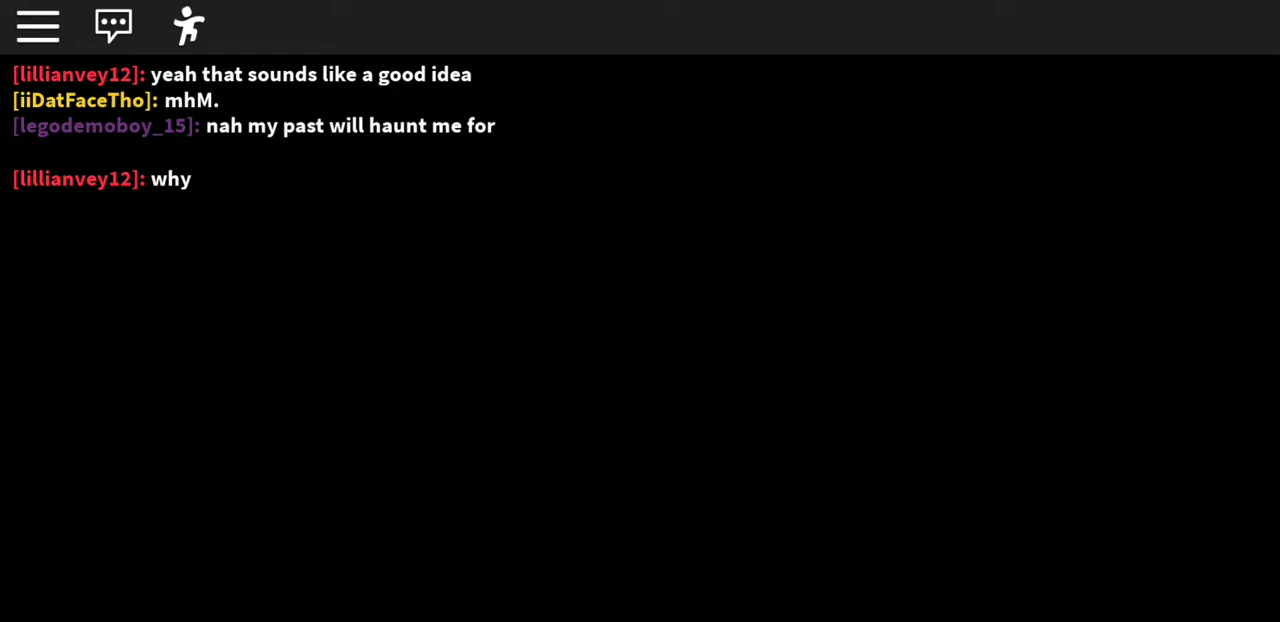 [lillianvey12]: yeah that sounds like a good idea
[iiDatFaceTho]: mhM.
[legodemoboy_15]: nah my past will haunt me for
[lillianvey12]: why